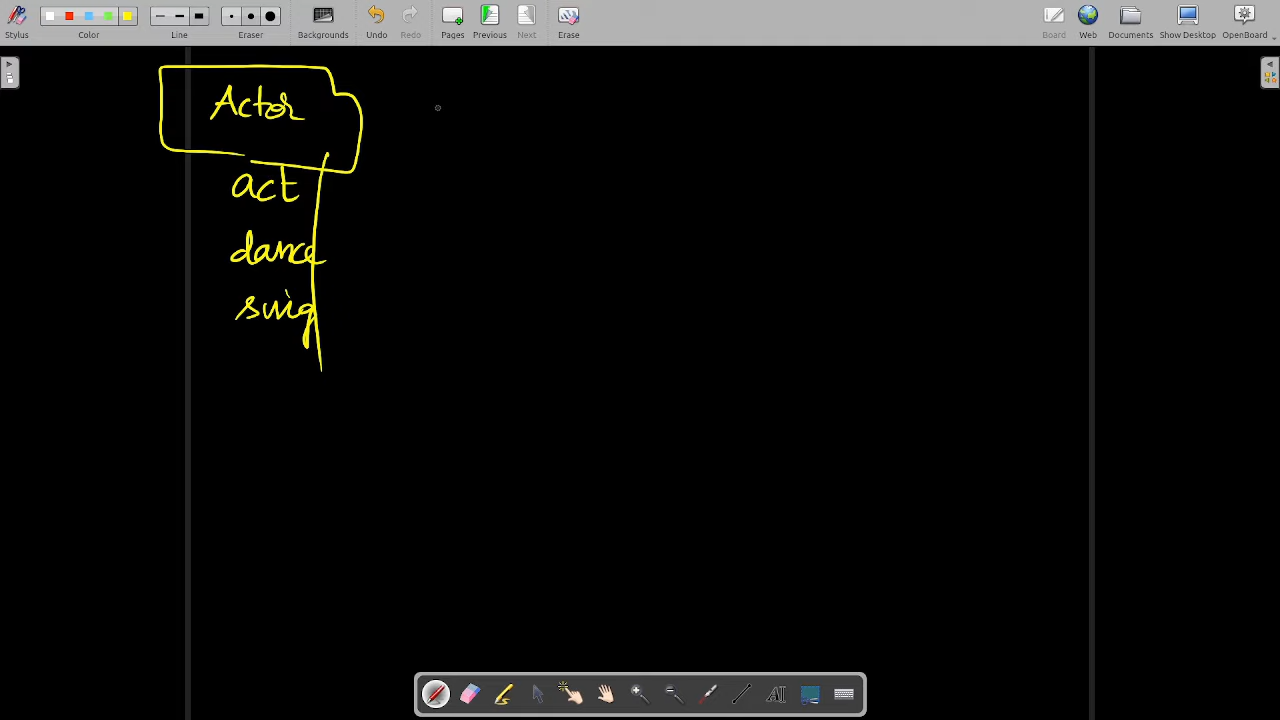 Stylus
Color
Line
Eraser
Backgrounds
Undo
Redo
Pages
Previous
Next
Erase
Board
Web
Documents
Show Desktop
OpenBoard
Actor
act
dance
sing
AI